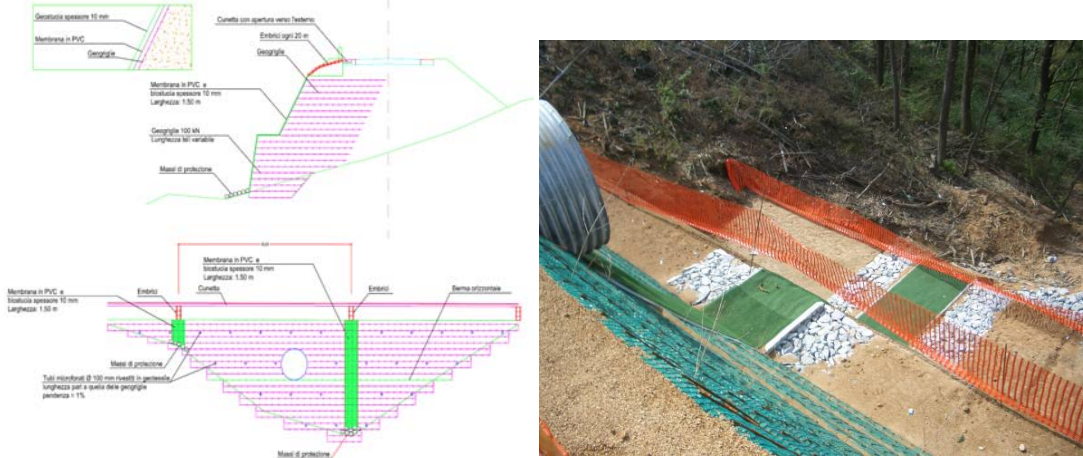 Geostuoia spessore 10 mm
Membrana in PVC
Geogriglie
Cunetta con apertura verso l'esterno
Embrici ogni 20 m
Geogriglie
Membrana in PVC e
biostuoia spessore 10 mm
Larghezza: 1.50 m
Geogriglie 100 kN
Lunghezza teli variabile
Massi di protezione
Membrana in PVC e
biostuoia spessore 10 mm
Larghezza: 1,50 m
Membrana in PVC e
biostuoia spessore 10 mm
Larghezza: 1,50 m
Embrici
Cunetta
Embrici
Berma orizzontale
Massi di protezione
Tubi microforati Ø 100 mm rivestiti in geotessile,
lunghezza pari a quella delle geogriglie
pendenza > 1%
Massi di protezione